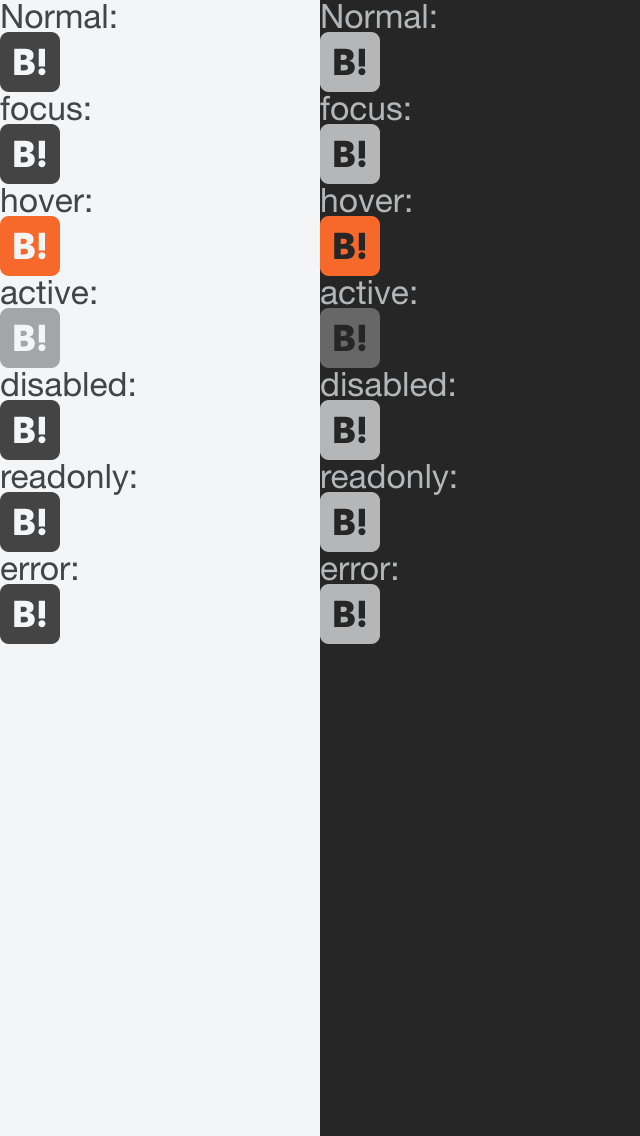 Normal:
B!
focus:
B!
hover:
B!
active:
B!
disabled:
B!
readonly:
B!
error:
B!
Normal:
B!
focus:
B!
hover:
B!
active:
B!
disabled:
B!
readonly:
B!
error:
B!